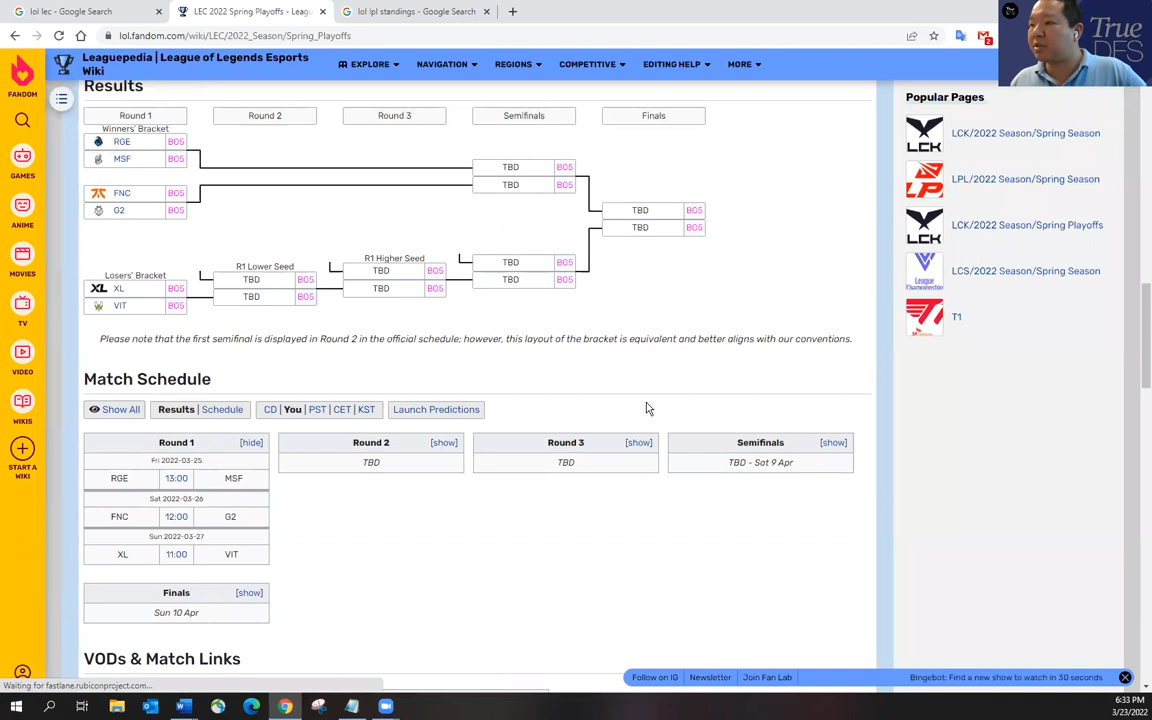 lol lec - Google Search
LEC 2022 Spring Playoffs - Leagu
lol lpl standings - Google Search
lol.fandom.com/wiki/LEC/2022_Season/Spring_Playoffs
2
True
DES
FANDOM
Leaguepedia | League of Legends Esports Wiki
EXPLORE
NAVIGATION
REGIONS
COMPETITIVE
EDITING HELP
MORE
GAMES
ANIME
MOVIES
TV
VIDEO
WIKIS
START A
WIKI
Results
Round 1
Round 2
Round 3
Semifinals
Finals
Winners' Bracket
RGE BO5
MSF BO5
FNC BO5
G2 BO5
TBD BO5
TBD BO5
TBD BO5
TBD BO5
Losers' Bracket
XL XL BO5
VIT BO5
R1 Lower Seed
TBD BO5
TBD BO5
R1 Higher Seed
TBD BO5
TBD BO5
TBD BO5
TBD BO5
Please note that the first semifinal is displayed in Round 2 in the official schedule; however, this layout of the bracket is equivalent and better aligns with our conventions.
Match Schedule
Show All
Results | Schedule
CD | You | PST | CET | KST
Launch Predictions
Round 1 [hide]
Fri 2022-03-25
RGE 13:00 MSF
Sat 2022-03-26
FNC 12:00 G2
Sun 2022-03-27
XL 11:00 VIT
Round 2 [show]
TBD
Round 3 [show]
TBD
Semifinals [show]
TBD - Sat 9 Apr
Finals [show]
Sun 10 Apr
VODs & Match Links
Popular Pages
LCK
LCK/2022 Season/Spring Season
LPL/2022 Season/Spring Season
LCK
LCK/2022 Season/Spring Playoffs
LCS/2022 Season/Spring Season
T1
T1
Follow on IG
Newsletter
Join Fan Lab
Bingebot: Find a new show to watch in 30 seconds
Waiting for fastlane.rubiconproject.com...
6:33 PM
3/23/2022